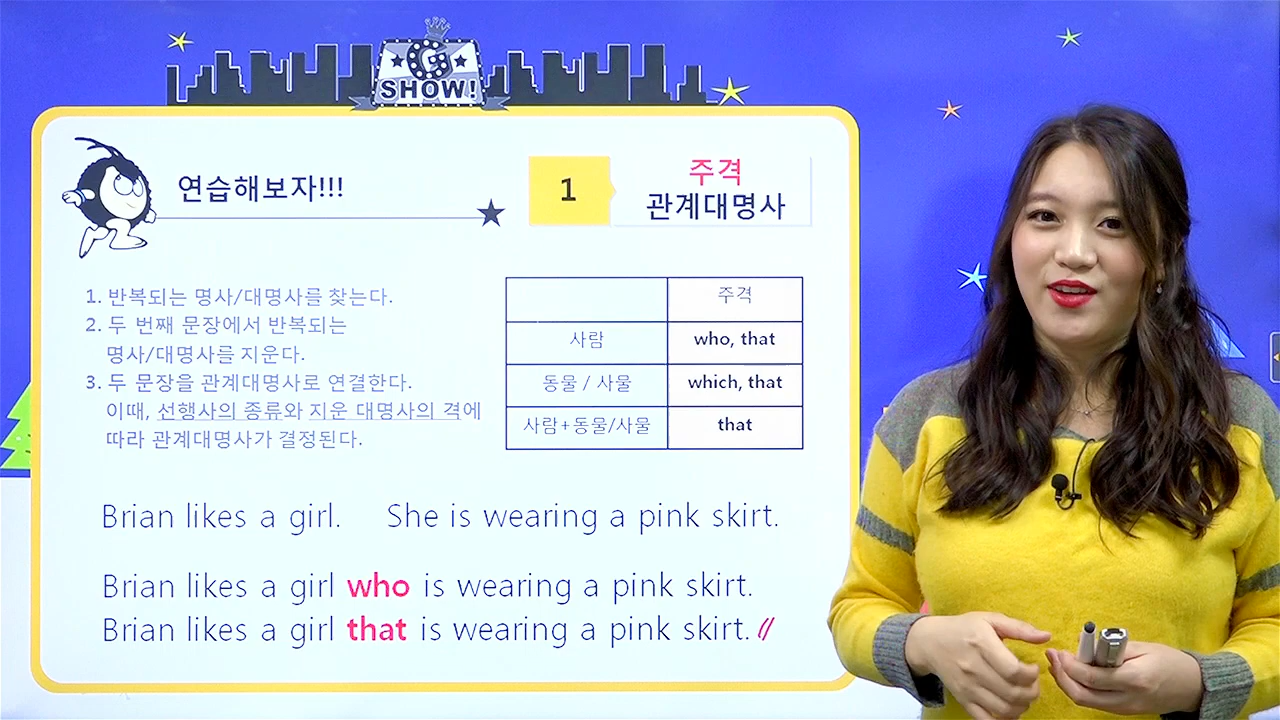 G
SHOW!
연습해보자!!!
1
주격
관계대명사
1. 반복되는 명사/대명사를 찾는다.
2. 두 번째 문장에서 반복되는
명사/대명사를 지운다.
3. 두 문장을 관계대명사로 연결한다.
이때, 선행사의 종류와 지운 대명사의 격에
따라 관계대명사가 결정된다.
주격
사람 who, that
동물 / 사물 which, that
사람+동물/사물 that
Brian likes a girl. She is wearing a pink skirt.
Brian likes a girl who is wearing a pink skirt.
Brian likes a girl that is wearing a pink skirt.